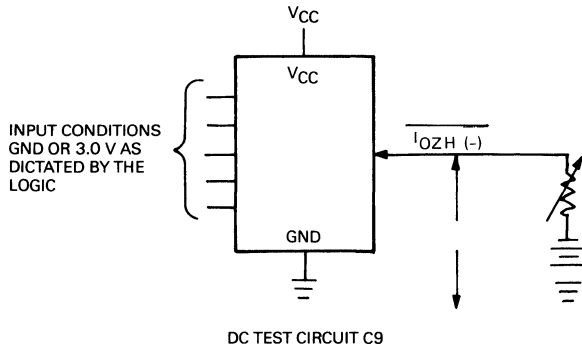 VCC
VCC
INPUT CONDITIONS
GND OR 3.0 V AS
DICTATED BY THE
LOGIC
IOZH (-)
GND
DC TEST CIRCUIT C9